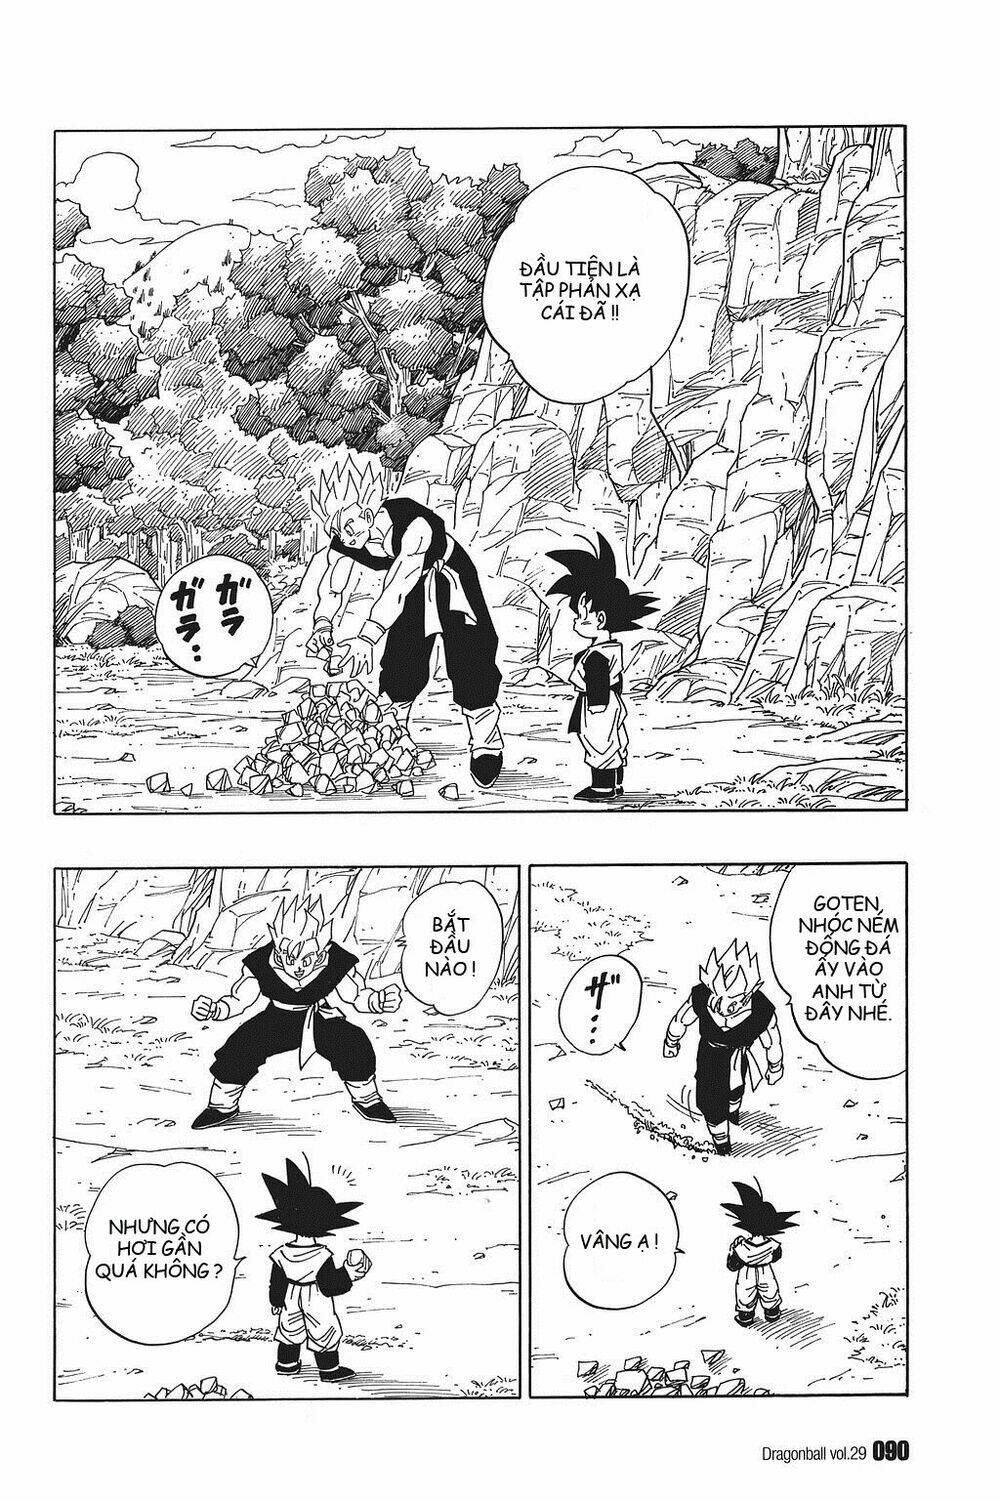 ĐẦU TIÊN LÀ
TẬP PHẢN XẠ
CÁI ĐÃ !!
ガラ
ガラ・・
GOTEN,
NHÓC NÉM
ĐỐNG ĐÁ
ẤY VÀO
ANH TỪ
ĐÂY NHÉ.
ザ・・
VÂNG Ạ !
BẮT
ĐẦU
NÀO !
NHƯNG CÓ
HƠI GẦN
QUÁ KHÔNG ?
Dragonball vol.29 090